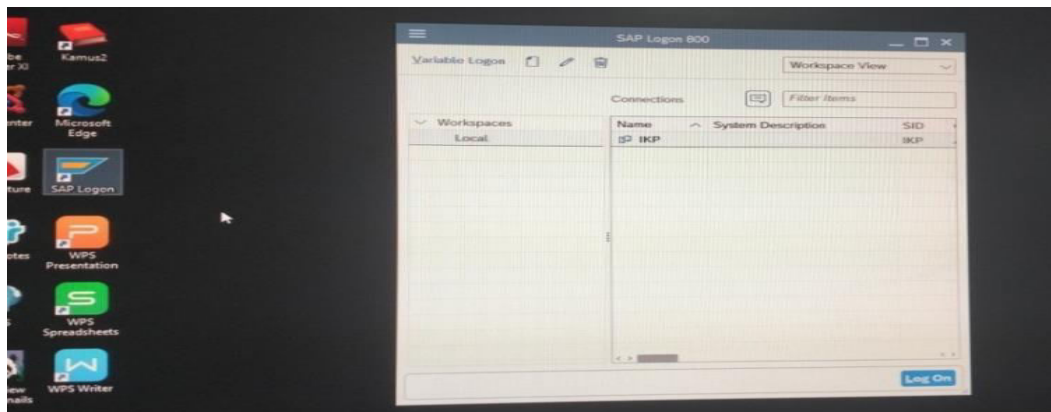 Kamus2
Microsoft
Edge
SAP Logon
WPS
Presentation
WPS
Spreadsheets
WPS Writer
SAP Logon 800
Variable Logon
Workspace View
Connections
Filter Items
Workspaces
Local
Name
System Description
SID
IKP
IKP
Log On